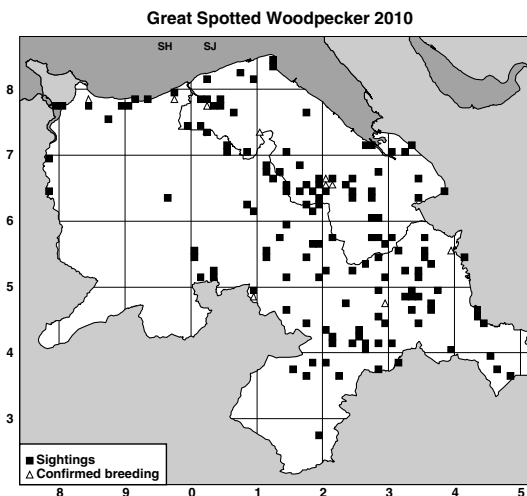 Great Spotted Woodpecker 2010
SH SJ
8
7
6
5
4
3
■ Sightings
△ Confirmed breeding
8 9 0 1 2 3 4 5